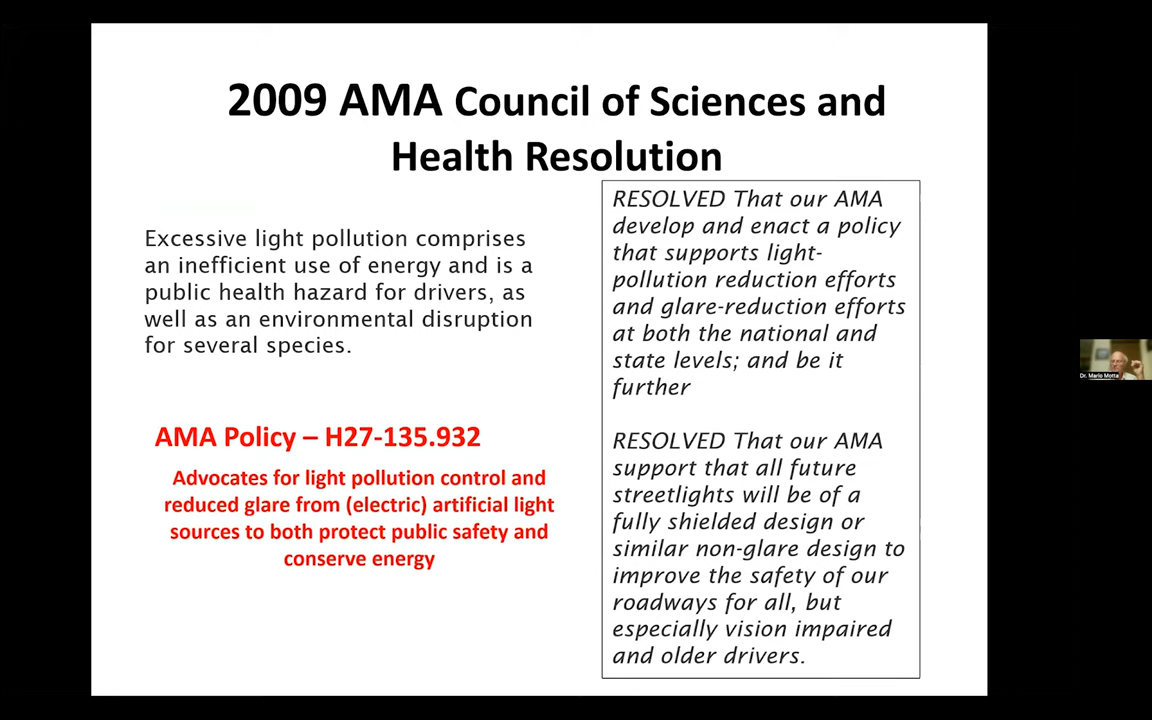 2009 AMA Council of Sciences and
Health Resolution
Excessive light pollution comprises
an inefficient use of energy and is a
public health hazard for drivers, as
well as an environmental disruption
for several species.
AMA Policy – H27-135.932
Advocates for light pollution control and
reduced glare from (electric) artificial light
sources to both protect public safety and
conserve energy
RESOLVED That our AMA
develop and enact a policy
that supports light-
pollution reduction efforts
and glare-reduction efforts
at both the national and
state levels; and be it
further
RESOLVED That our AMA
support that all future
streetlights will be of a
fully shielded design or
similar non-glare design to
improve the safety of our
roadways for all, but
especially vision impaired
and older drivers.
Dr. Mario Motta